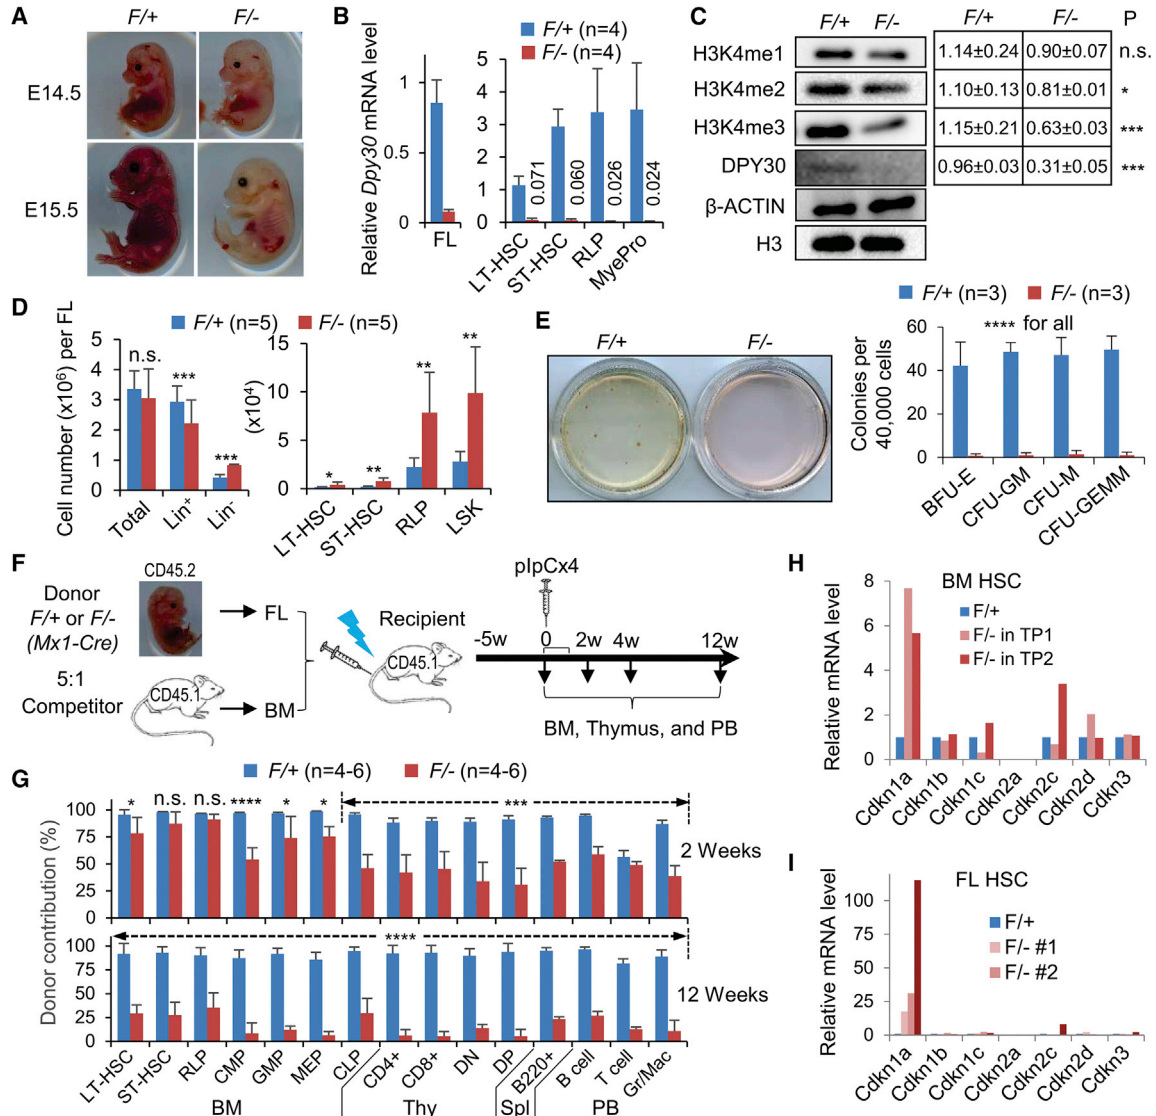 A
F/+
F/-
E14.5
E15.5
B
F/+ (n=4)
F/- (n=4)
Relative Dpy30 mRNA level
1
0.5
0
FL
5
4
3
2
1
0
0.071
0.060
0.026
0.024
LT-HSC
ST-HSC
RLP
MyePro
C
F/+
F/-
F/+
F/-
P
H3K4me1
1.14±0.24
0.90±0.07
n.s.
H3K4me2
1.10±0.13
0.81±0.01
*
H3K4me3
1.15±0.21
0.63±0.03
***
DPY30
0.96±0.03
0.31±0.05
***
β-ACTIN
H3
D
F/+ (n=5)
F/- (n=5)
Cell number (x10⁶) per FL
5
4
3
2
1
0
n.s.
***
***
Total
Lin⁺
Lin⁻
(x10⁴)
15
10
5
0
*
**
**
**
LT-HSC
ST-HSC
RLP
LSK
E
F/+
F/-
F/+ (n=3)
F/- (n=3)
Colonies per
40,000 cells
60
40
20
0
**** for all
BFU-E
CFU-GM
CFU-M
CFU-GEMM
F
CD45.2
Donor
F/+ or F/-
(Mx1-Cre)
FL
5:1
Competitor
CD45.1
BM
Recipient
CD45.1
pIpCx4
-5w
0
2w
4w
12w
BM, Thymus, and PB
G
F/+ (n=4-6)
F/- (n=4-6)
Donor contribution (%)
100
75
50
25
0
*
n.s.
n.s.
****
*
*
***
2 Weeks
100
75
50
25
0
****
12 Weeks
LT-HSC
ST-HSC
RLP
CMP
GMP
MEP
CLP
CD4+
CD8+
DN
DP
B220+
B cell
T cell
Gr/Mac
BM
Thy
Spl
PB
H
BM HSC
Relative mRNA level
8
6
4
2
0
F/+
F/- in TP1
F/- in TP2
Cdkn1a
Cdkn1b
Cdkn1c
Cdkn2a
Cdkn2c
Cdkn2d
Cdkn3
I
FL HSC
Relative mRNA level
100
50
0
F/+
F/- #1
F/- #2
Cdkn1a
Cdkn1b
Cdkn1c
Cdkn2a
Cdkn2c
Cdkn2d
Cdkn3